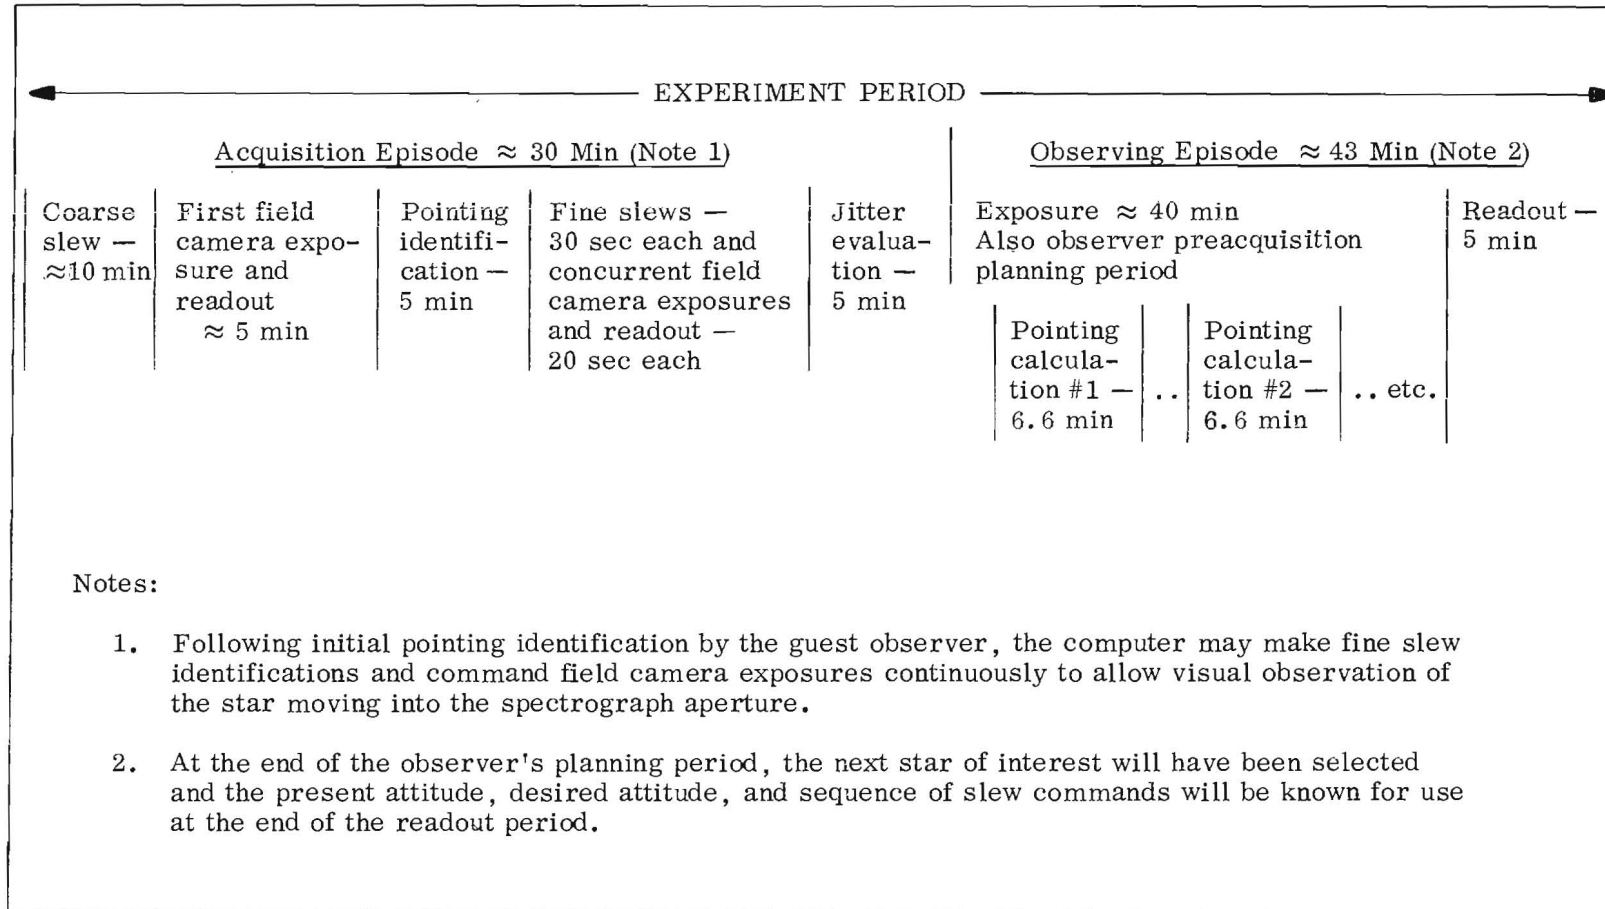 EXPERIMENT PERIOD
Acquisition Episode ≈ 30 Min (Note 1)
Observing Episode ≈ 43 Min (Note 2)
Coarse
slew —
≈10 min
First field
camera expo-
sure and
readout
≈ 5 min
Pointing
identifi-
cation —
5 min
Fine slews —
30 sec each and
concurrent field
camera exposures
and readout —
20 sec each
Jitter
evalua-
tion —
5 min
Exposure ≈ 40 min
Also observer preacquisition
planning period
Pointing
calcula-
tion #1 —
6.6 min
..
Pointing
calcula-
tion #2 —
6.6 min
.. etc.
Readout —
5 min
Notes:
1. Following initial pointing identification by the guest observer, the computer may make fine slew
identifications and command field camera exposures continuously to allow visual observation of
the star moving into the spectrograph aperture.
2. At the end of the observer's planning period, the next star of interest will have been selected
and the present attitude, desired attitude, and sequence of slew commands will be known for use
at the end of the readout period.